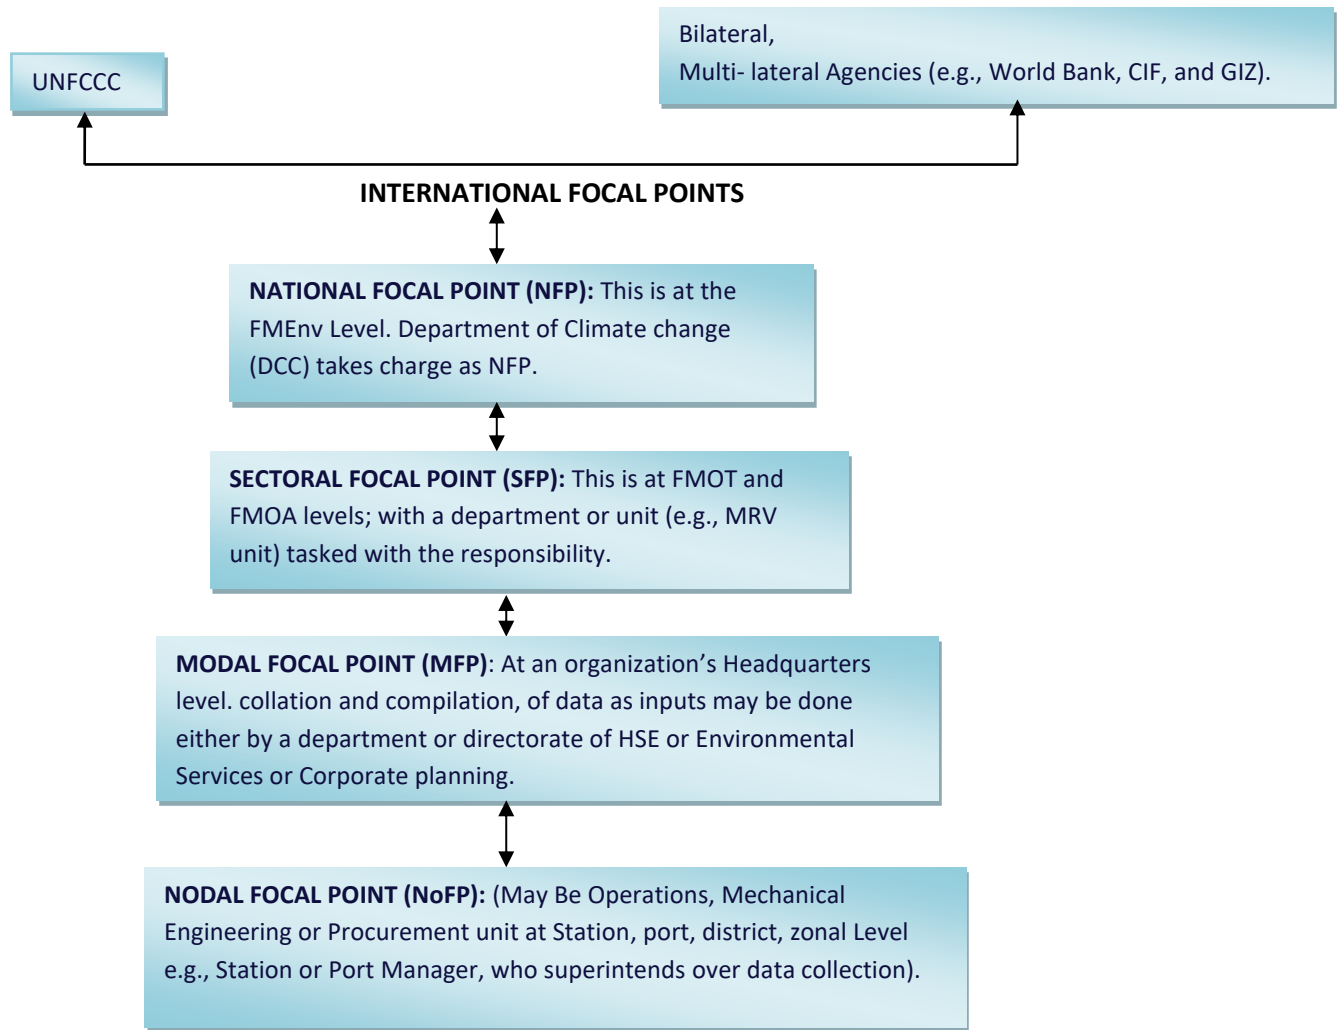 UNFCCC
Bilateral,
Multi- lateral Agencies (e.g., World Bank, CIF, and GIZ).
INTERNATIONAL FOCAL POINTS
NATIONAL FOCAL POINT (NFP): This is at the
FMEnv Level. Department of Climate change
(DCC) takes charge as NFP.
SECTORAL FOCAL POINT (SFP): This is at FMOT and
FMOA levels; with a department or unit (e.g., MRV
unit) tasked with the responsibility.
MODAL FOCAL POINT (MFP): At an organization’s Headquarters
level. collation and compilation, of data as inputs may be done
either by a department or directorate of HSE or Environmental
Services or Corporate planning.
NODAL FOCAL POINT (NoFP): (May Be Operations, Mechanical
Engineering or Procurement unit at Station, port, district, zonal Level
e.g., Station or Port Manager, who superintends over data collection).